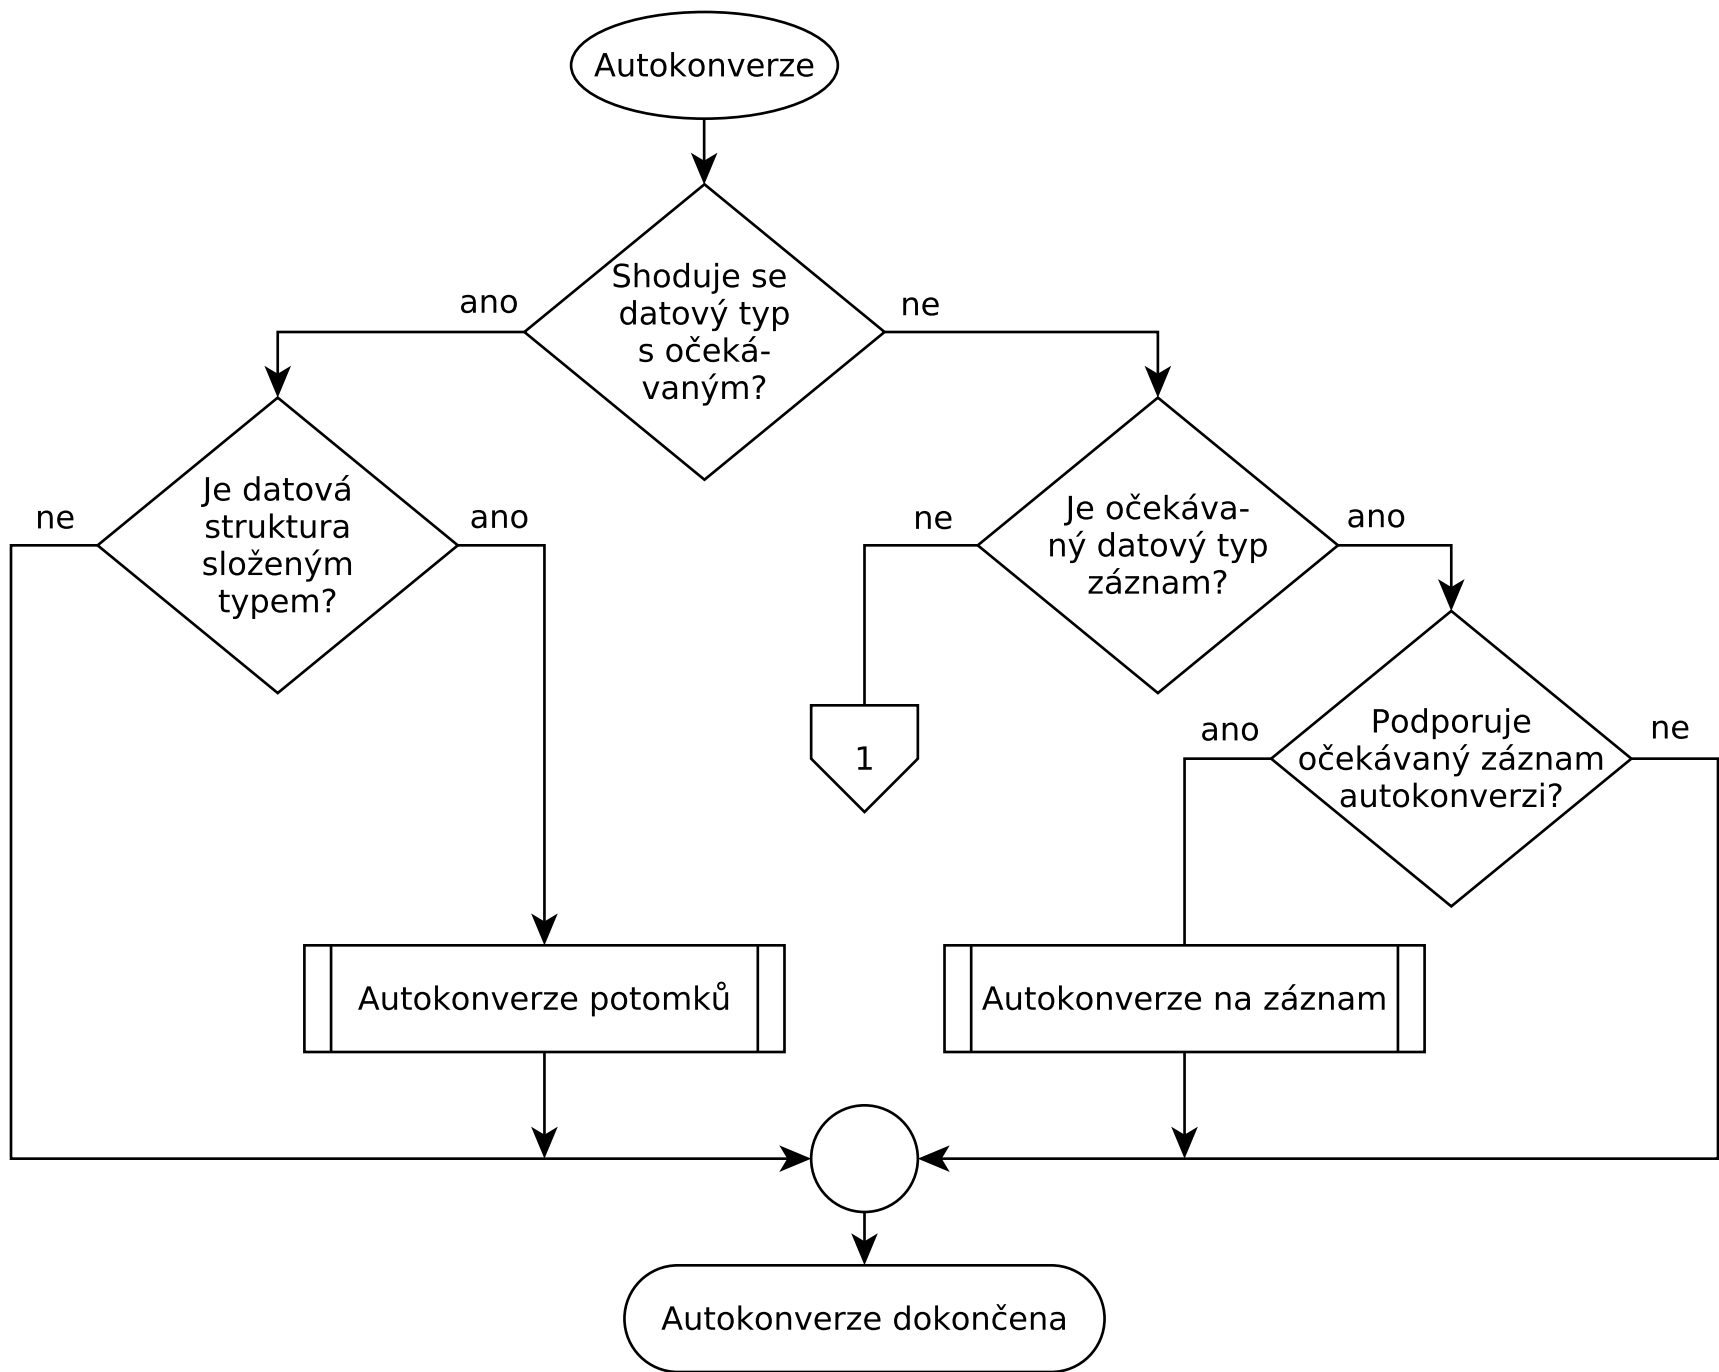 Autokonverze
Shoduje se
datový typ
s očeká-
vaným?
ano
ne
Je datová
struktura
složeným
typem?
ne
ano
Je očekáva-
ný datový typ
záznam?
ne
ano
1
Podporuje
očekávaný záznam
autokonverzi?
ano
ne
Autokonverze potomků
Autokonverze na záznam
Autokonverze dokončena